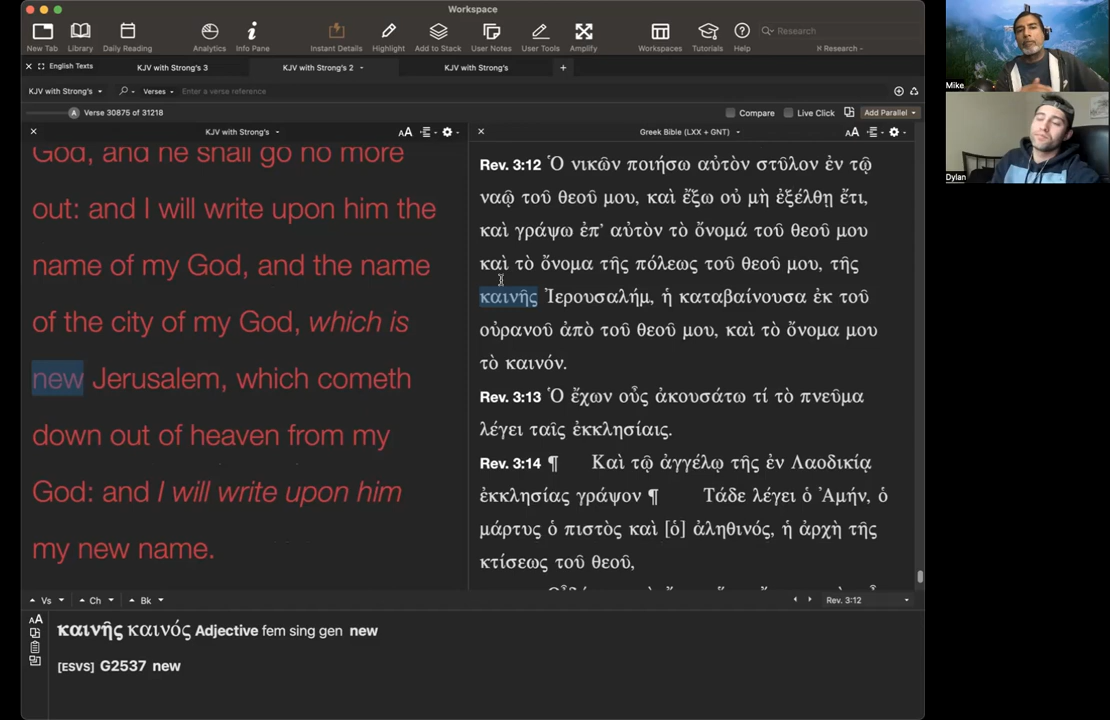 Workspace
New Tab Library Daily Reading Analytics Info Pane Instant Details Highlight Add to Stack User Notes User Tools Amplify Workspaces Tutorials Help Research
Research
English Texts KJV with Strong's 3 KJV with Strong's 2 KJV with Strong's
KJV with Strong's Verses Enter a verse reference
A Verse 30875 of 31218 Compare Live Click Add Parallel
KJV with Strong's
God, and he shall go no more
out: and I will write upon him the
name of my God, and the name
of the city of my God, which is
new Jerusalem, which cometh
down out of heaven from my
God: and I will write upon him
my new name.
Greek Bible (LXX + GNT)
Rev. 3:12 Ὁ νικῶν ποιήσω αὐτὸν στῦλον ἐν τῷ
ναῷ τοῦ θεοῦ μου, καὶ ἔξω οὐ μὴ ἐξέλθῃ ἔτι,
καὶ γράψω ἐπ’ αὐτὸν τὸ ὄνομά τοῦ θεοῦ μου
καὶ τὸ ὄνομα τῆς πόλεως τοῦ θεοῦ μου, τῆς
καινῆς Ἰερουσαλήμ, ἡ καταβαίνουσα ἐκ τοῦ
οὐρανοῦ ἀπὸ τοῦ θεοῦ μου, καὶ τὸ ὄνομα μου
τὸ καινόν.
Rev. 3:13 Ὁ ἔχων οὖς ἀκουσάτω τί τὸ πνεῦμα
λέγει ταῖς ἐκκλησίαις.
Rev. 3:14 ¶ Καὶ τῷ ἀγγέλῳ τῆς ἐν Λαοδικίᾳ
ἐκκλησίας γράψον ¶ Τάδε λέγει ὁ Ἀμήν, ὁ
μάρτυς ὁ πιστὸς καὶ [ὁ] ἀληθινός, ἡ ἀρχὴ τῆς
κτίσεως τοῦ θεοῦ,
Vs Ch Bk Rev. 3:12
καινῆς καινός Adjective fem sing gen new
[ESVS] G2537 new
Mike
Dylan